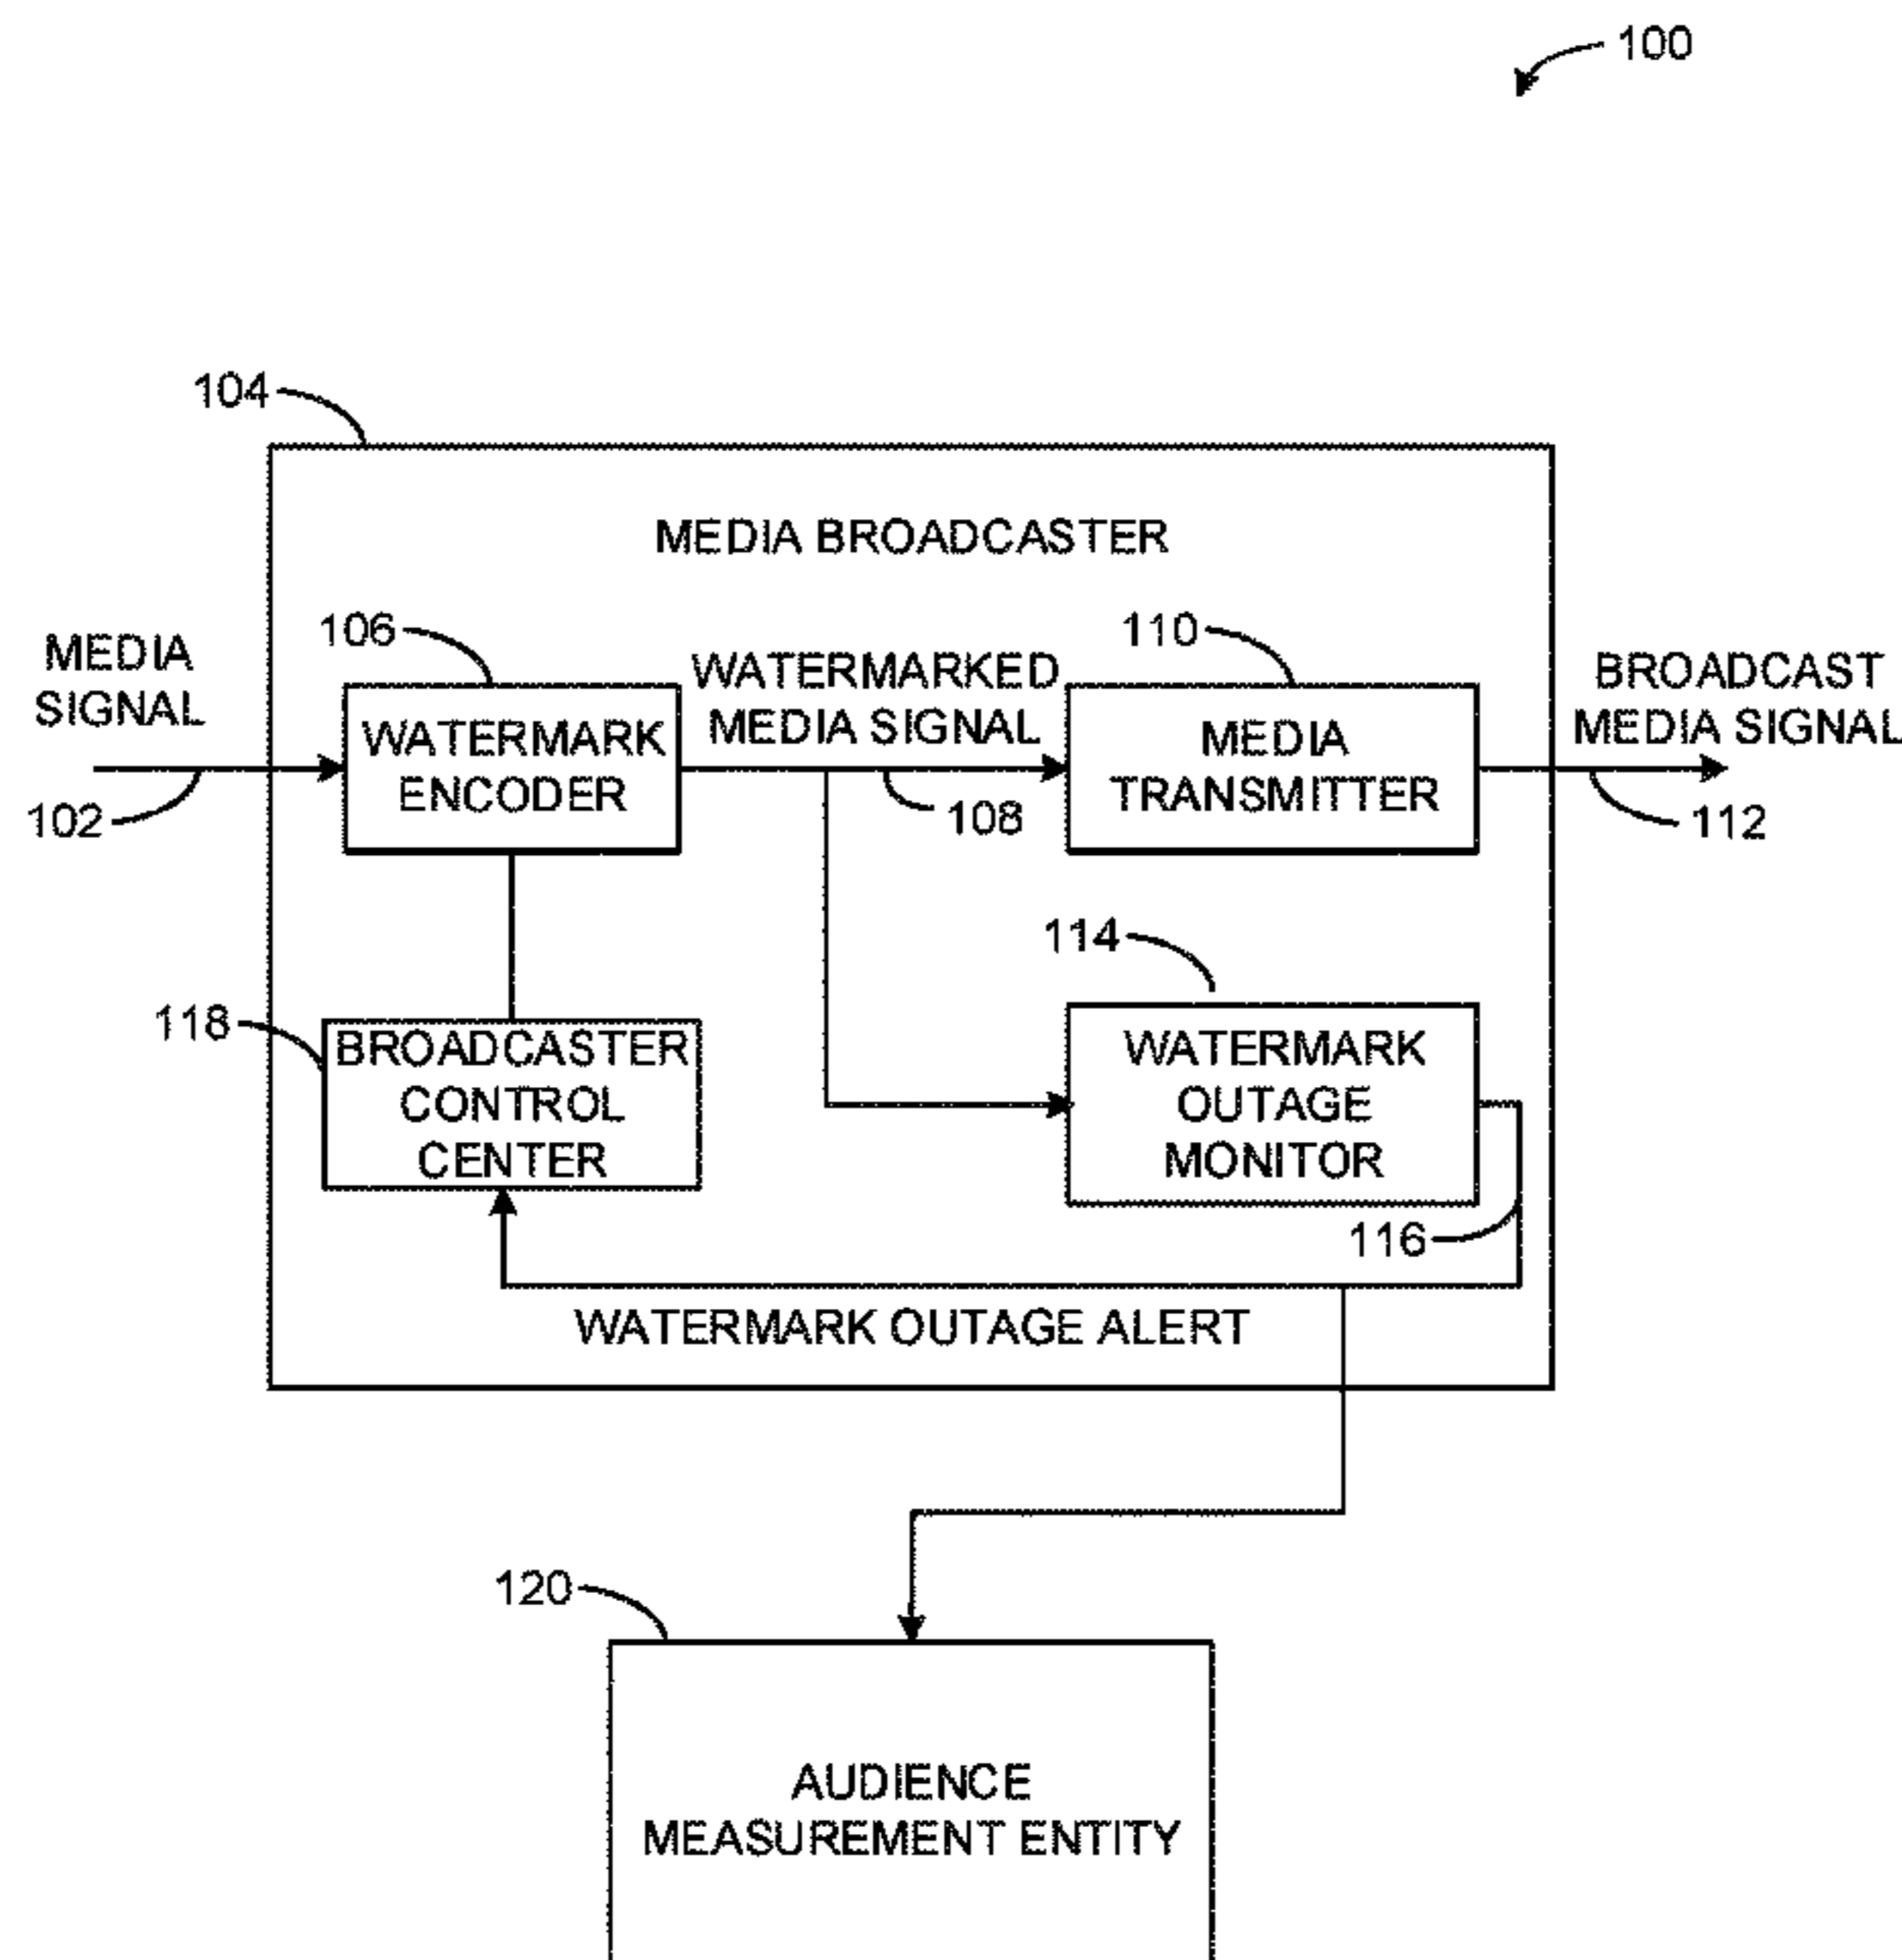 100
104
MEDIA BROADCASTER
MEDIA
SIGNAL
102
106
WATERMARK
ENCODER
WATERMARKED
MEDIA SIGNAL
108
110
MEDIA
TRANSMITTER
BROADCAST
MEDIA SIGNAL
112
114
118
BROADCASTER
CONTROL
CENTER
WATERMARK
OUTAGE
MONITOR
116
WATERMARK OUTAGE ALERT
120
AUDIENCE
MEASUREMENT ENTITY